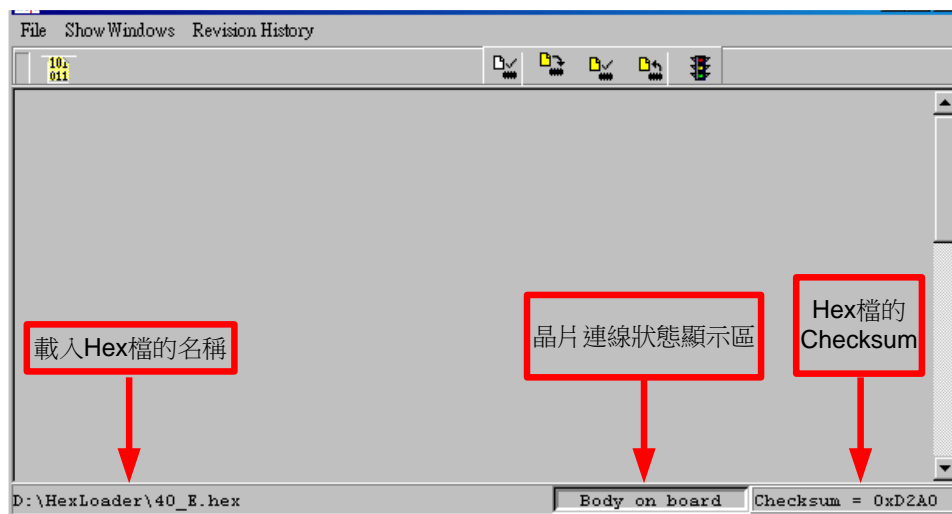 File Show Windows Revision History
101
011
載入Hex檔的名稱
晶片連線狀態顯示區
Hex檔的
Checksum
D:\HexLoader\40_E.hex
Body on board
Checksum = 0xD2A0